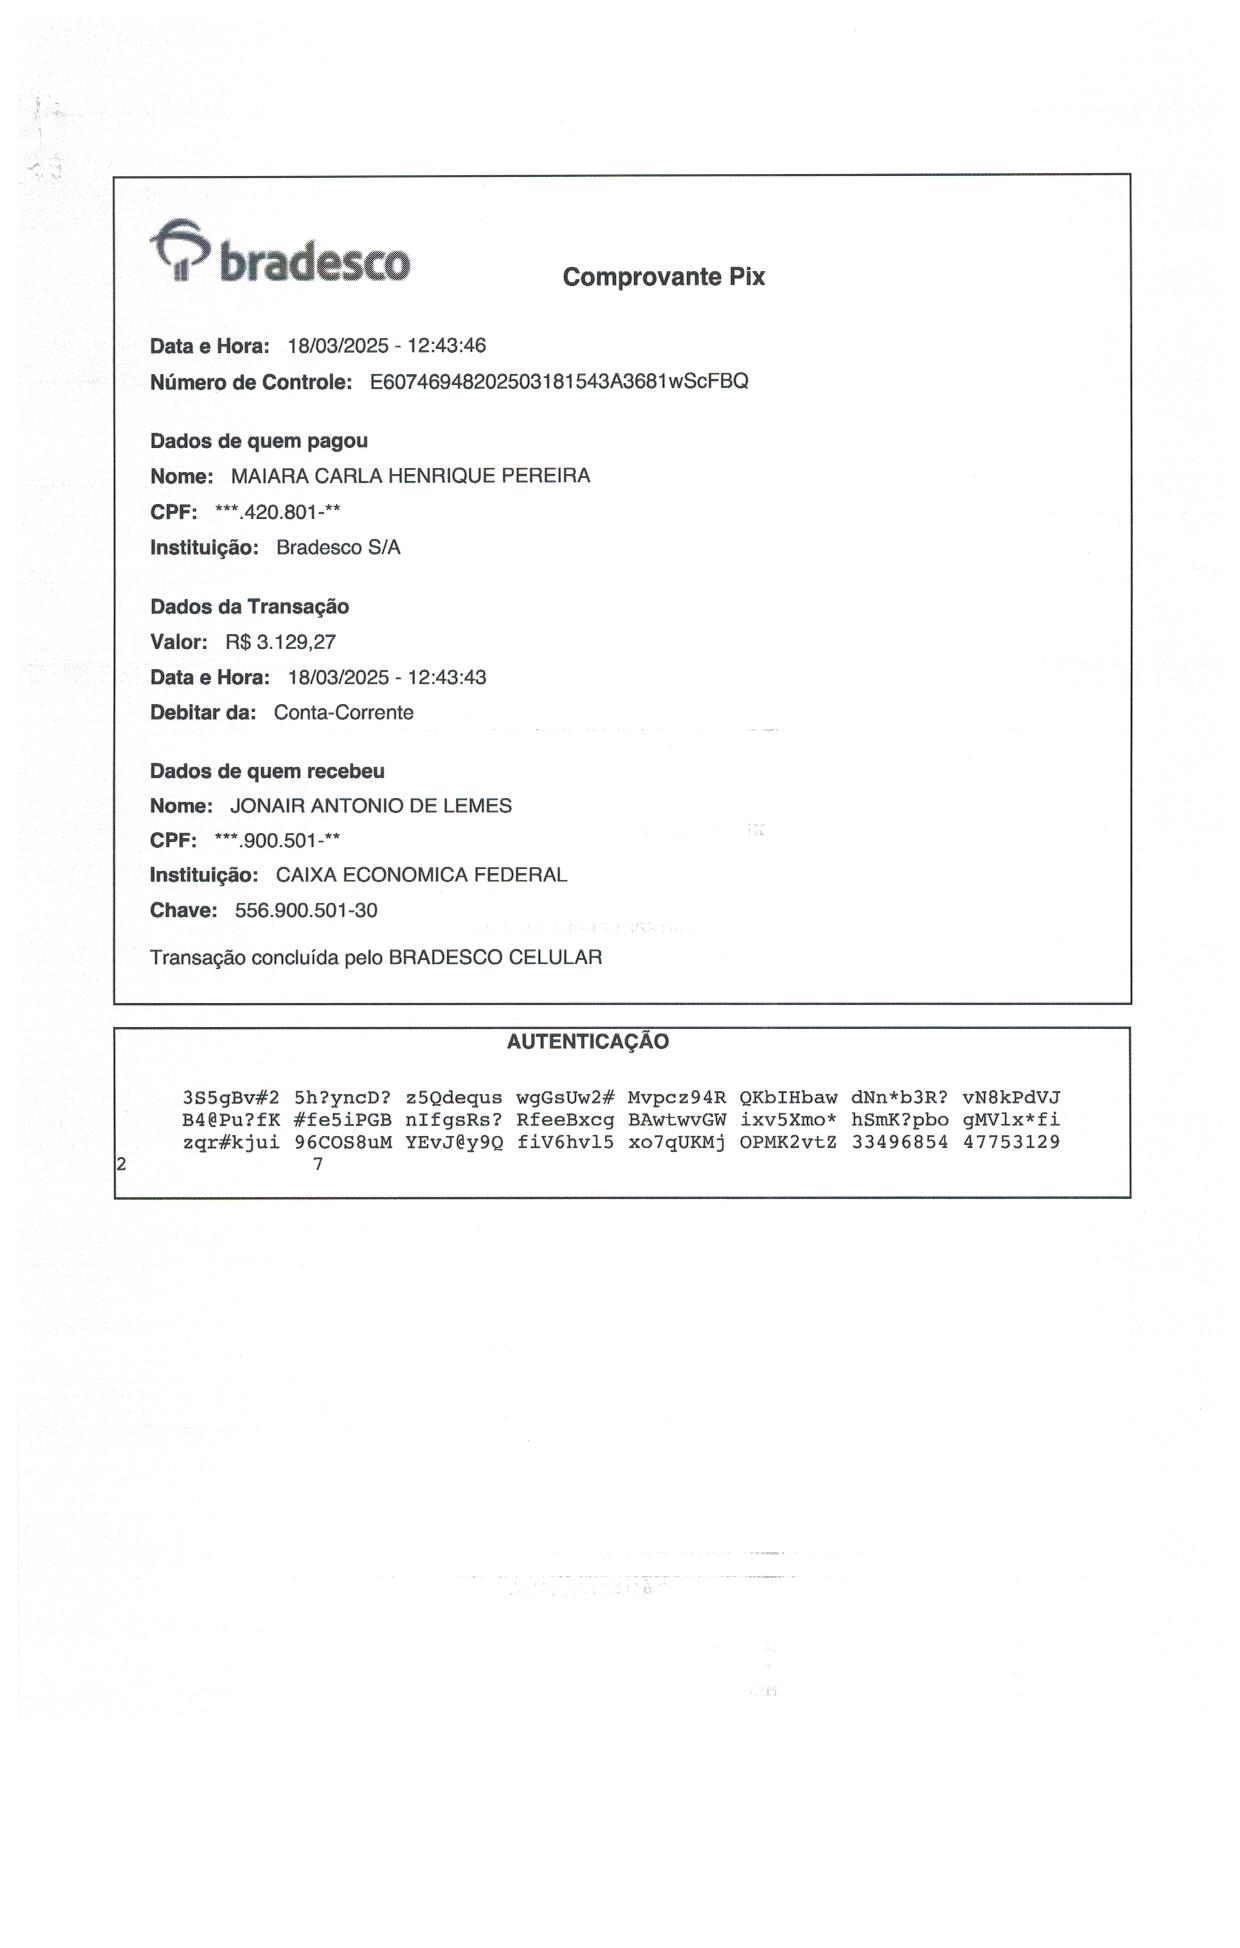 bradesco
Comprovante Pix
Data e Hora: 18/03/2025 - 12:43:46
Número de Controle: E60746948202503181543A3681wScFBQ
Dados de quem pagou
Nome: MAIARA CARLA HENRIQUE PEREIRA
CPF: ***.420.801-**
Instituição: Bradesco S/A
Dados da Transação
Valor: R$ 3.129,27
Data e Hora: 18/03/2025 - 12:43:43
Debitar da: Conta-Corrente
Dados de quem recebeu
Nome: JONAIR ANTONIO DE LEMES
CPF: ***.900.501-**
Instituição: CAIXA ECONOMICA FEDERAL
Chave: 556.900.501-30
Transação concluída pelo BRADESCO CELULAR
AUTENTICAÇÃO
3S5gBv#2 5h?yncD? z5Qdequs wgGsUw2# Mvpcz94R QKbIHbaw dNn*b3R? vN8kPdVJ
B4@Pu?fK #fe5iPGB nIfgsRs? RfeeBxcg BAwtwvGW ixv5Xmo* hSmK?pbo gMVlx*fi
zqr#kjui 96COS8uM YEvJ@y9Q fiV6hvl5 xo7qUKMj OPMK2vtZ 33496854 47753129
2 7